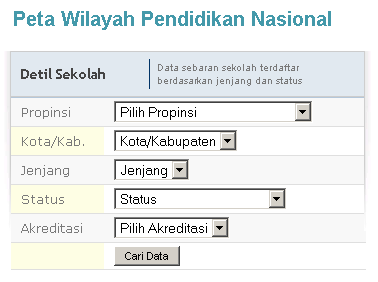 Peta Wilayah Pendidikan Nasional
Detil Sekolah
Data sebaran sekolah terdaftar
berdasarkan jenjang dan status
Propinsi
Pilih Propinsi
Kota/Kab.
Kota/Kabupaten
Jenjang
Jenjang
Status
Status
Akreditasi
Pilih Akreditasi
Cari Data